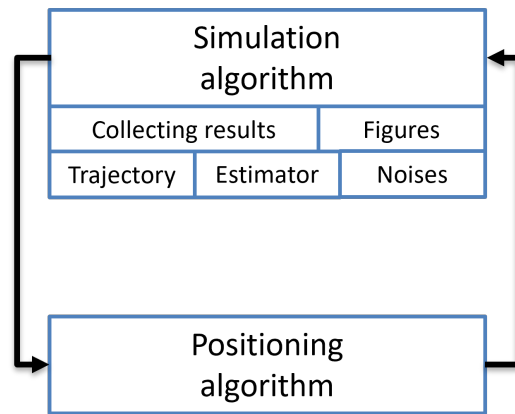 Simulation
algorithm
Collecting results
Figures
Trajectory
Estimator
Noises
Positioning
algorithm